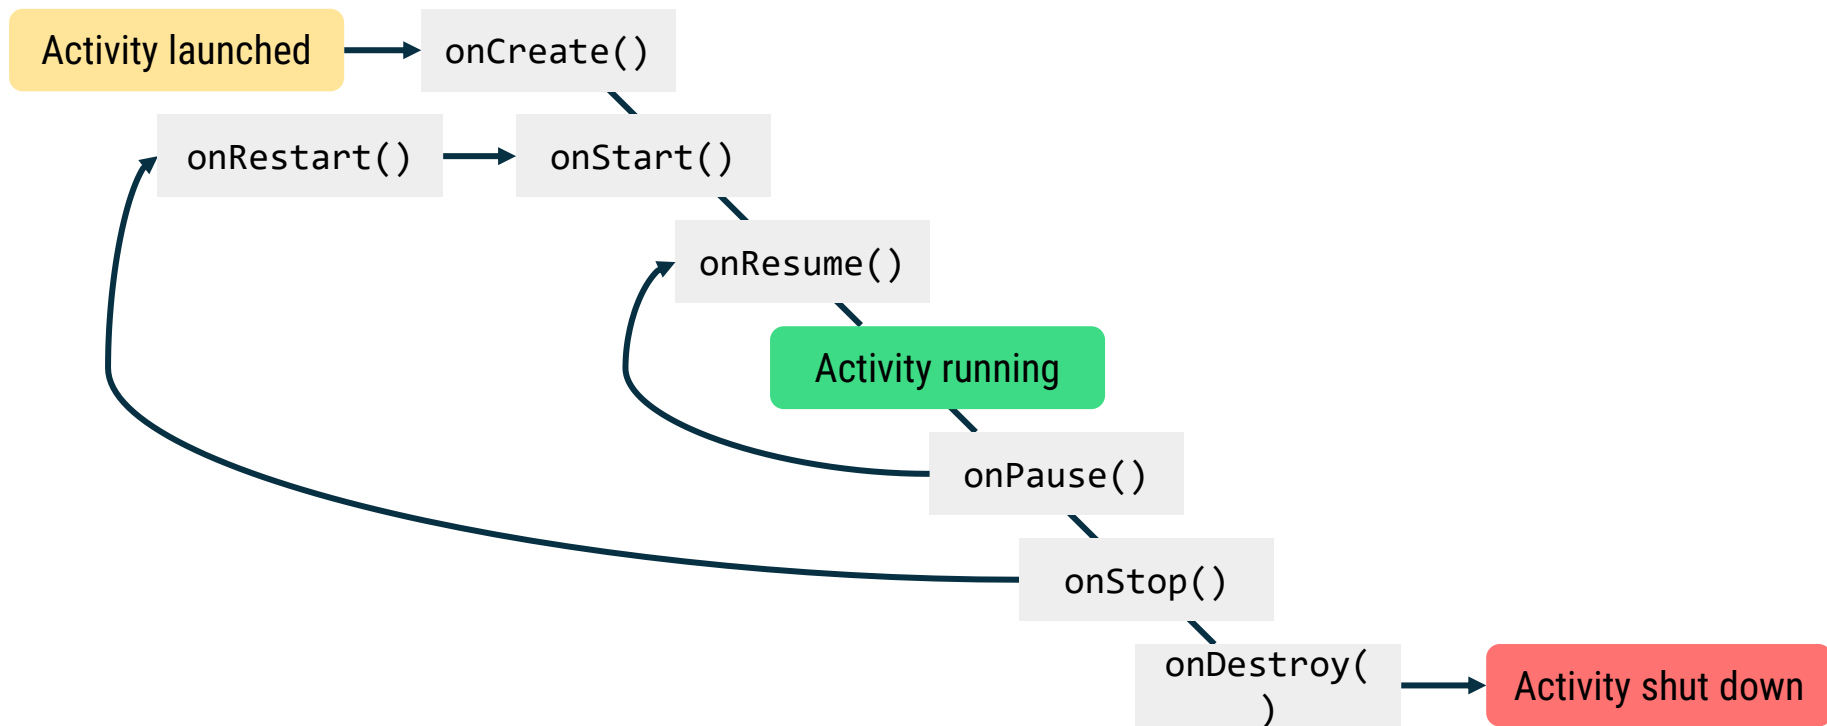 Activity launched
onCreate()
onRestart()
onStart()
onResume()
Activity running
onPause()
onStop()
onDestroy(
)
Activity shut down